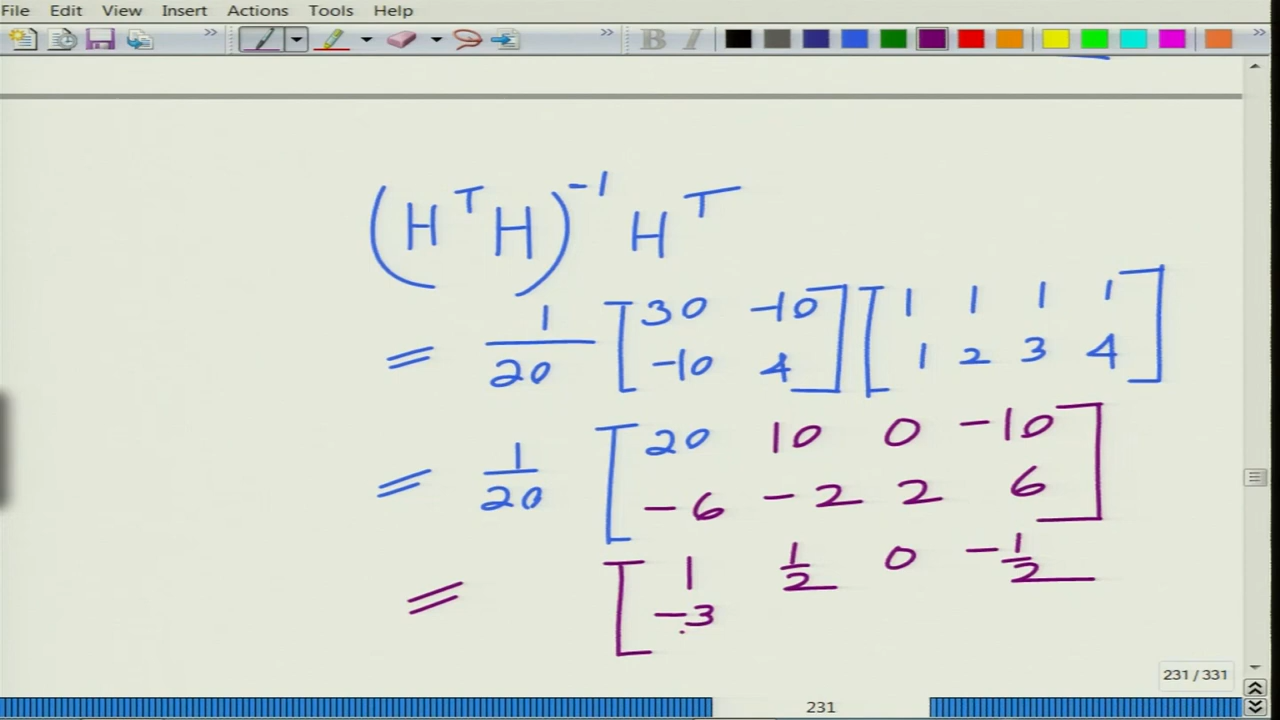 File Edit View Insert Actions Tools Help
B I
(HᵀH)⁻¹ Hᵀ
= 1/20 [30 -10; -10 4] [1 1 1 1; 1 2 3 4]
= 1/20 [20 10 0 -10; -6 -2 2 6]
= [1 1/2 0 -1/2; -3
231 / 331
231